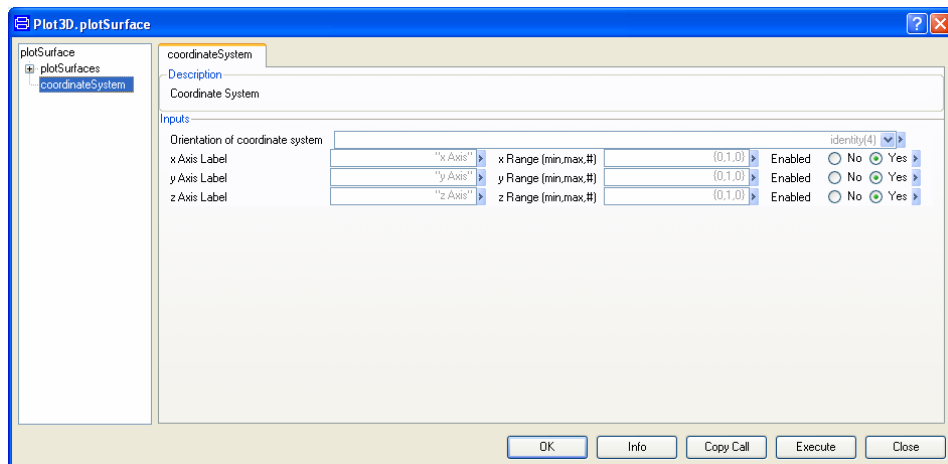 Plot3D.plotSurface
plotSurface
plotSurfaces
coordinateSystem
coordinateSystem
Description
Coordinate System
Inputs
Orientation of coordinate system identity(4)
x Axis Label "x Axis" x Range (min,max,#) {0,1,0} Enabled No Yes
y Axis Label "y Axis" y Range (min,max,#) {0,1,0} Enabled No Yes
z Axis Label "z Axis" z Range (min,max,#) {0,1,0} Enabled No Yes
OK Info Copy Call Execute Close